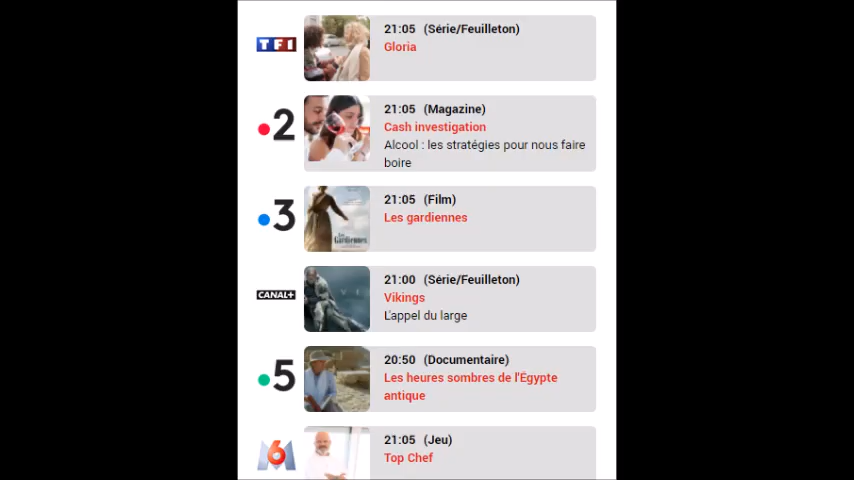 TF1
21:05 (Série/Feuilleton)
Gloria
2
21:05 (Magazine)
Cash investigation
Alcool : les stratégies pour nous faire
boire
3
21:05 (Film)
Les gardiennes
Les
Gardiennes
CANAL+
21:00 (Série/Feuilleton)
Vikings
L'appel du large
5
20:50 (Documentaire)
Les heures sombres de l'Égypte
antique
M6
21:05 (Jeu)
Top Chef